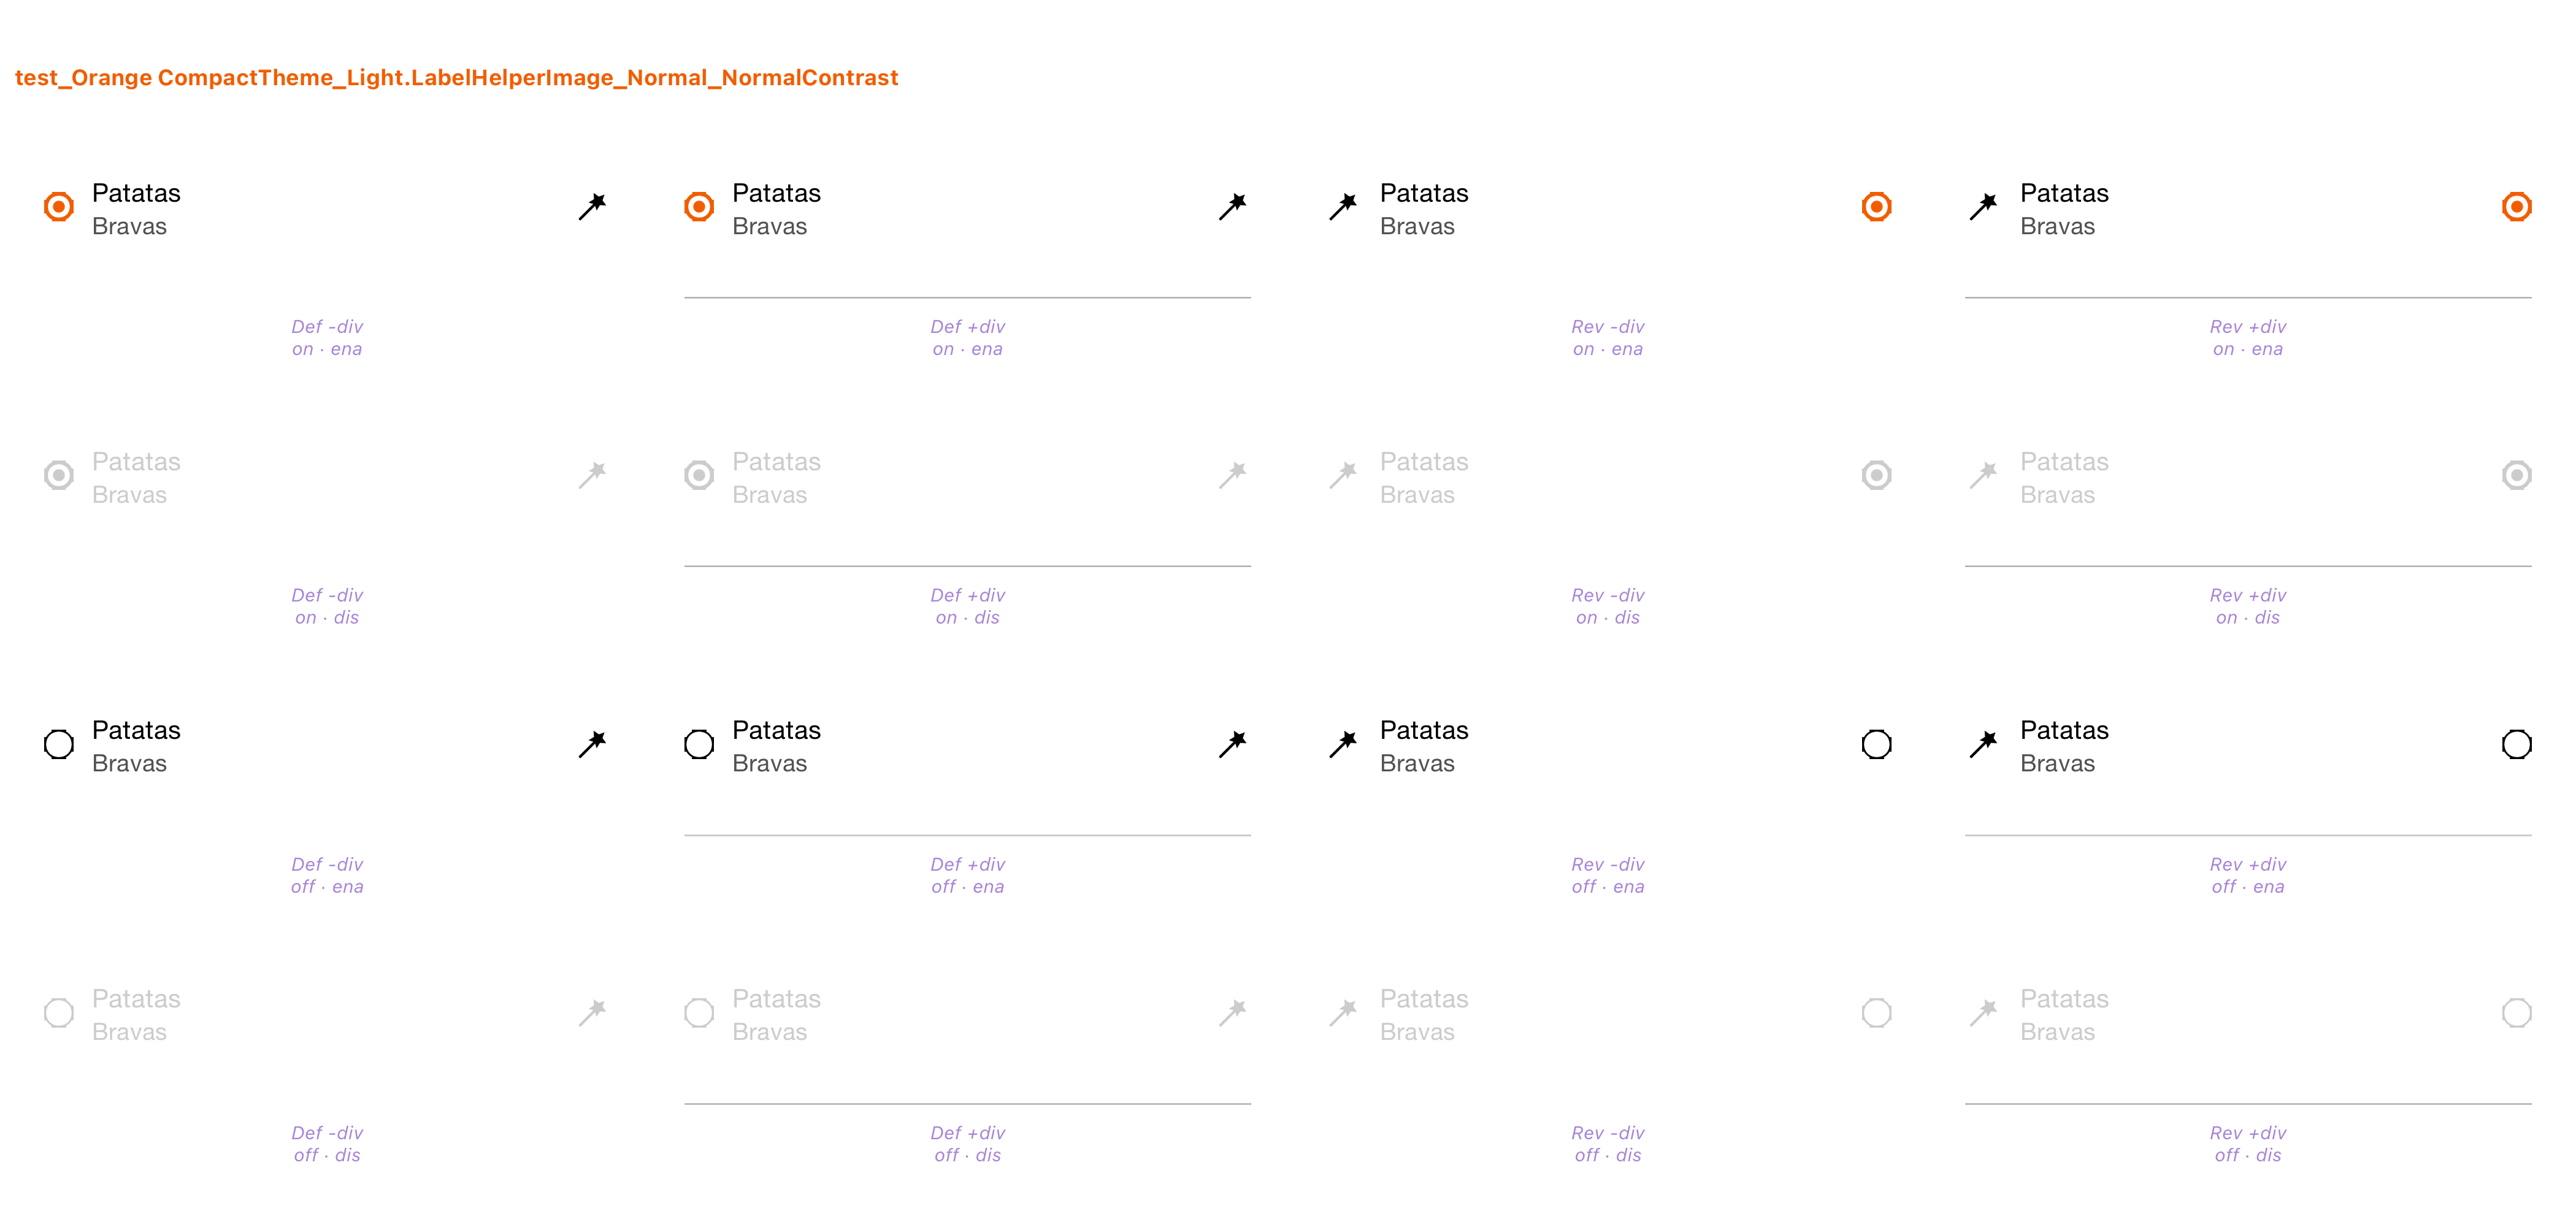 test_Orange CompactTheme_Light.LabelHelperImage_Normal_NormalContrast
Patatas
Bravas
Def -div
on · ena
Patatas
Bravas
Def +div
on · ena
Patatas
Bravas
Rev -div
on · ena
Patatas
Bravas
Rev +div
on · ena
Patatas
Bravas
Def -div
on · dis
Patatas
Bravas
Def +div
on · dis
Patatas
Bravas
Rev -div
on · dis
Patatas
Bravas
Rev +div
on · dis
Patatas
Bravas
Def -div
off · ena
Patatas
Bravas
Def +div
off · ena
Patatas
Bravas
Rev -div
off · ena
Patatas
Bravas
Rev +div
off · ena
Patatas
Bravas
Def -div
off · dis
Patatas
Bravas
Def +div
off · dis
Patatas
Bravas
Rev -div
off · dis
Patatas
Bravas
Rev +div
off · dis